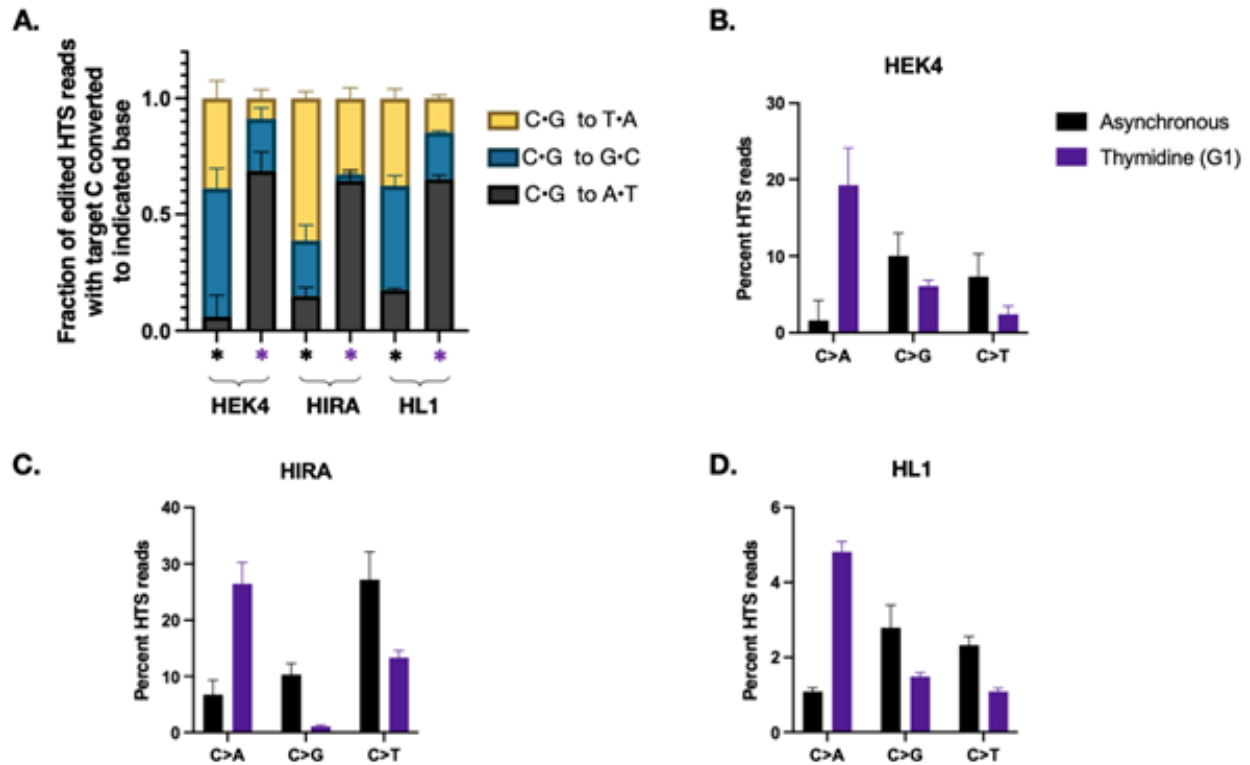 A.
Fraction of edited HTS reads
with target C converted
to indicated base
1.0
0.5
0.0
* * * * * *
HEK4 HIRA HL1
C•G to T•A
C•G to G•C
C•G to A•T
B.
HEK4
Percent HTS reads
30
20
10
0
C>A C>G C>T
Asynchronous
Thymidine (G1)
C.
HIRA
Percent HTS reads
40
30
20
10
0
C>A C>G C>T
D.
HL1
Percent HTS reads
6
4
2
0
C>A C>G C>T